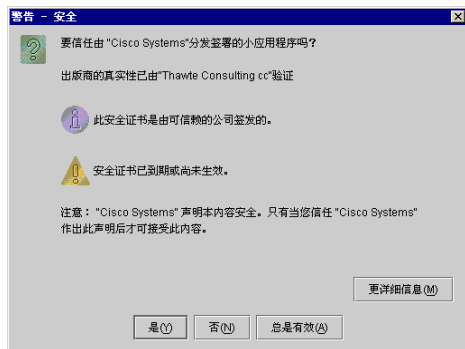 警告 - 安全
要信任由 "Cisco Systems"分发签署的小应用程序吗？
出版商的真实性已由"Thawte Consulting cc"验证
此安全证书是由可信赖的公司签发的。
安全证书已到期或尚未生效。
注意： "Cisco Systems" 声明本内容安全。只有当您信任 "Cisco Systems"
作出此声明后才可接受此内容。
更详细信息(M)
是(Y) 否(N) 总是有效(A)